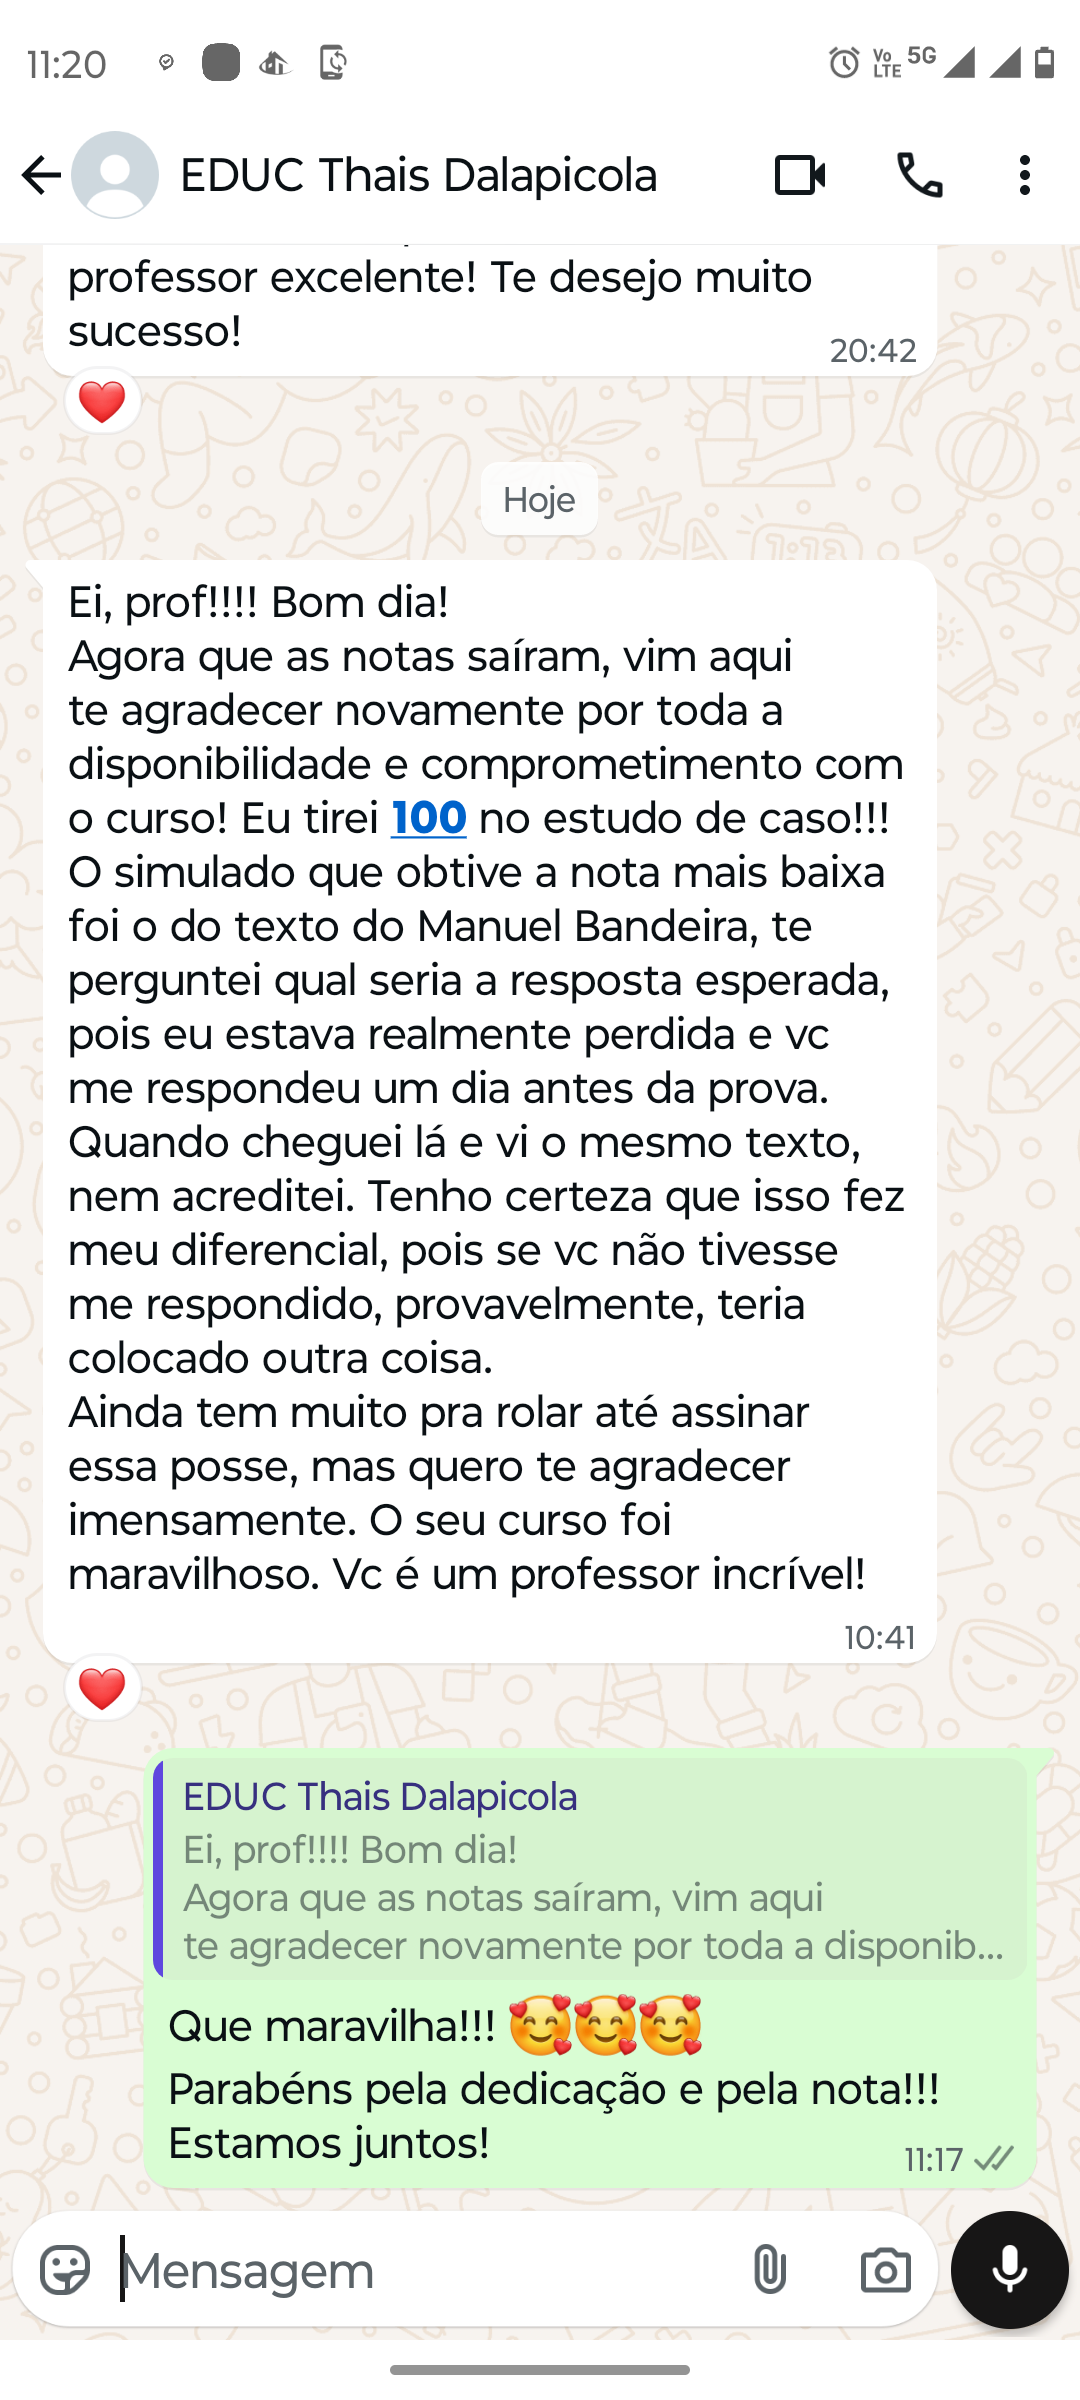 11:20
Vo LTE 5G
EDUC Thais Dalapicola
professor excelente! Te desejo muito
sucesso!
20:42
Hoje
Ei, prof!!!! Bom dia!
Agora que as notas saíram, vim aqui
te agradecer novamente por toda a
disponibilidade e comprometimento com
o curso! Eu tirei 100 no estudo de caso!!!
O simulado que obtive a nota mais baixa
foi o do texto do Manuel Bandeira, te
perguntei qual seria a resposta esperada,
pois eu estava realmente perdida e vc
me respondeu um dia antes da prova.
Quando cheguei lá e vi o mesmo texto,
nem acreditei. Tenho certeza que isso fez
meu diferencial, pois se vc não tivesse
me respondido, provavelmente, teria
colocado outra coisa.
Ainda tem muito pra rolar até assinar
essa posse, mas quero te agradecer
imensamente. O seu curso foi
maravilhoso. Vc é um professor incrível!
10:41
EDUC Thais Dalapicola
Ei, prof!!!! Bom dia!
Agora que as notas saíram, vim aqui
te agradecer novamente por toda a disponib...
Que maravilha!!! 🥰🥰🥰
Parabéns pela dedicação e pela nota!!!
Estamos juntos!
11:17
Mensagem